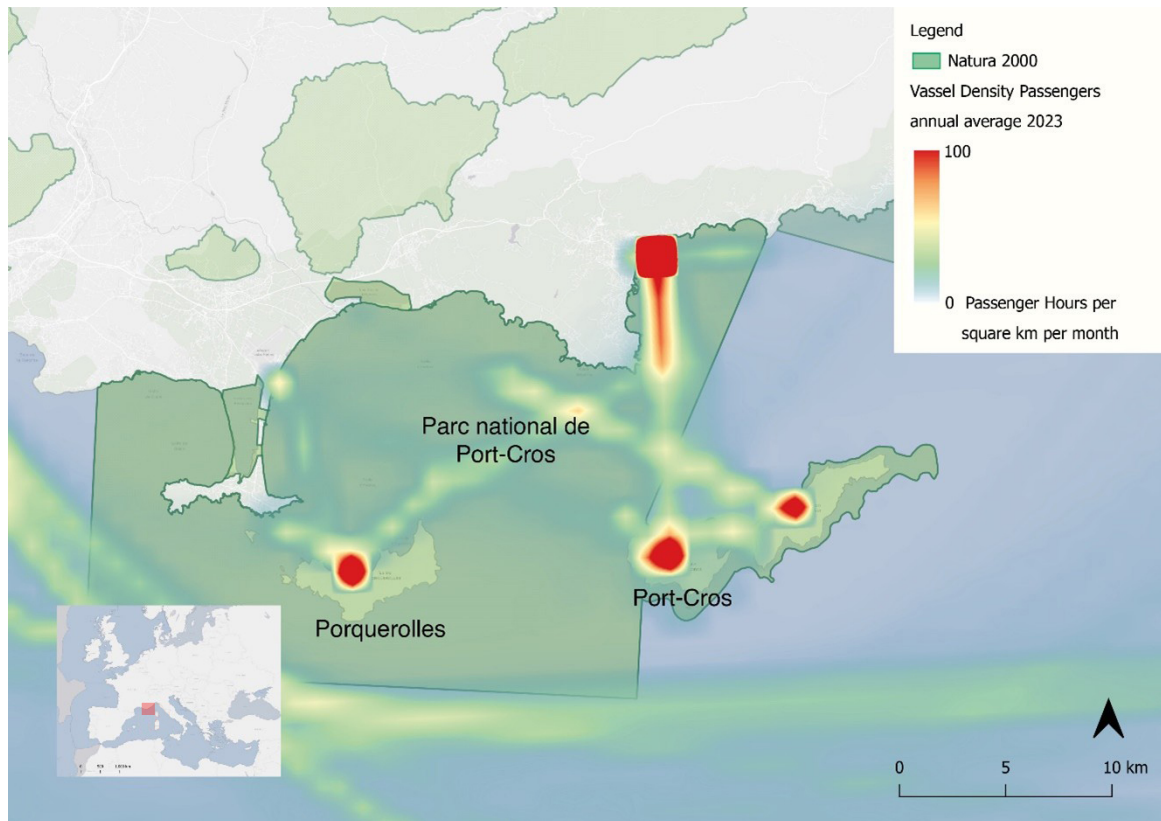 Legend
Natura 2000
Vassel Density Passengers
annual average 2023
100
0 Passenger Hours per
square km per month
Parc national de
Port-Cros
Port-Cros
Porquerolles
0 5 10 km